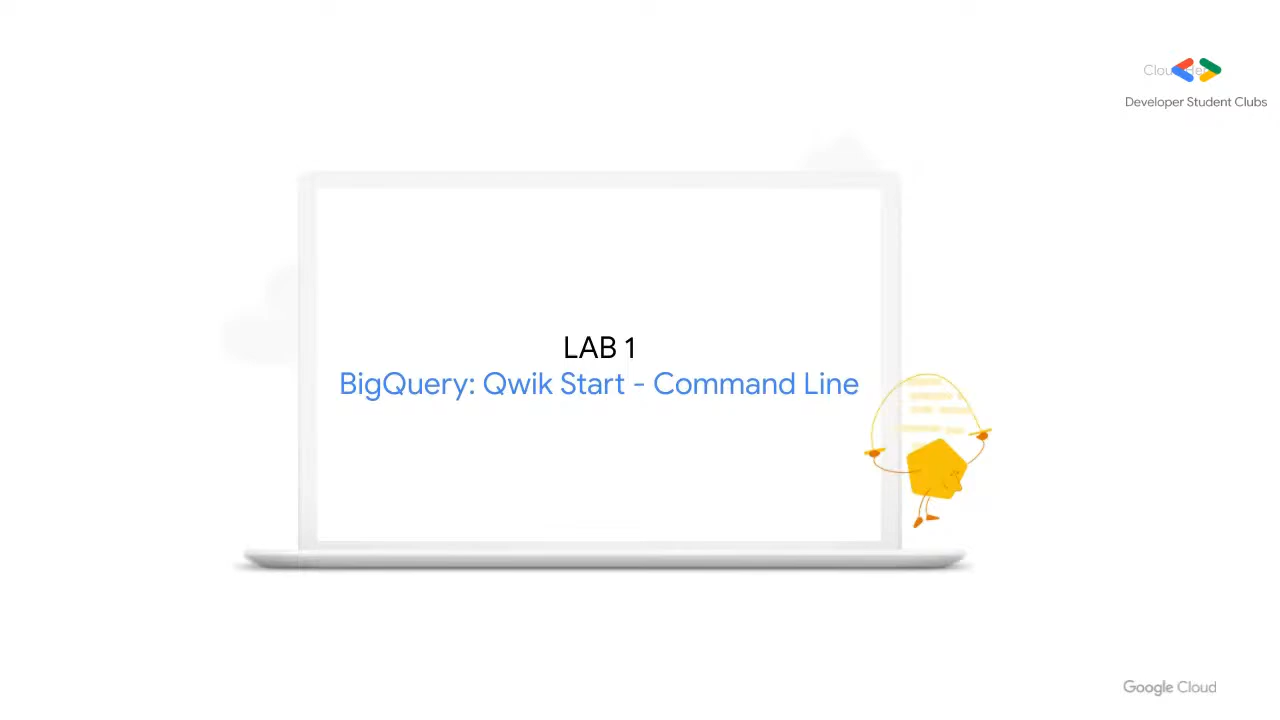 Developer Student Clubs
LAB 1
BigQuery: Qwik Start - Command Line
Google Cloud